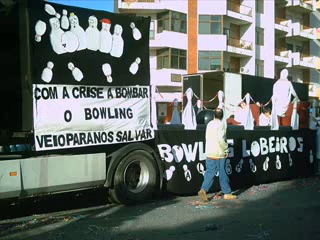 COM A CRISE A BOMBAR
O BOWLING
VEIO PARA NOS SALVAR
BOWLING LOBEIROS